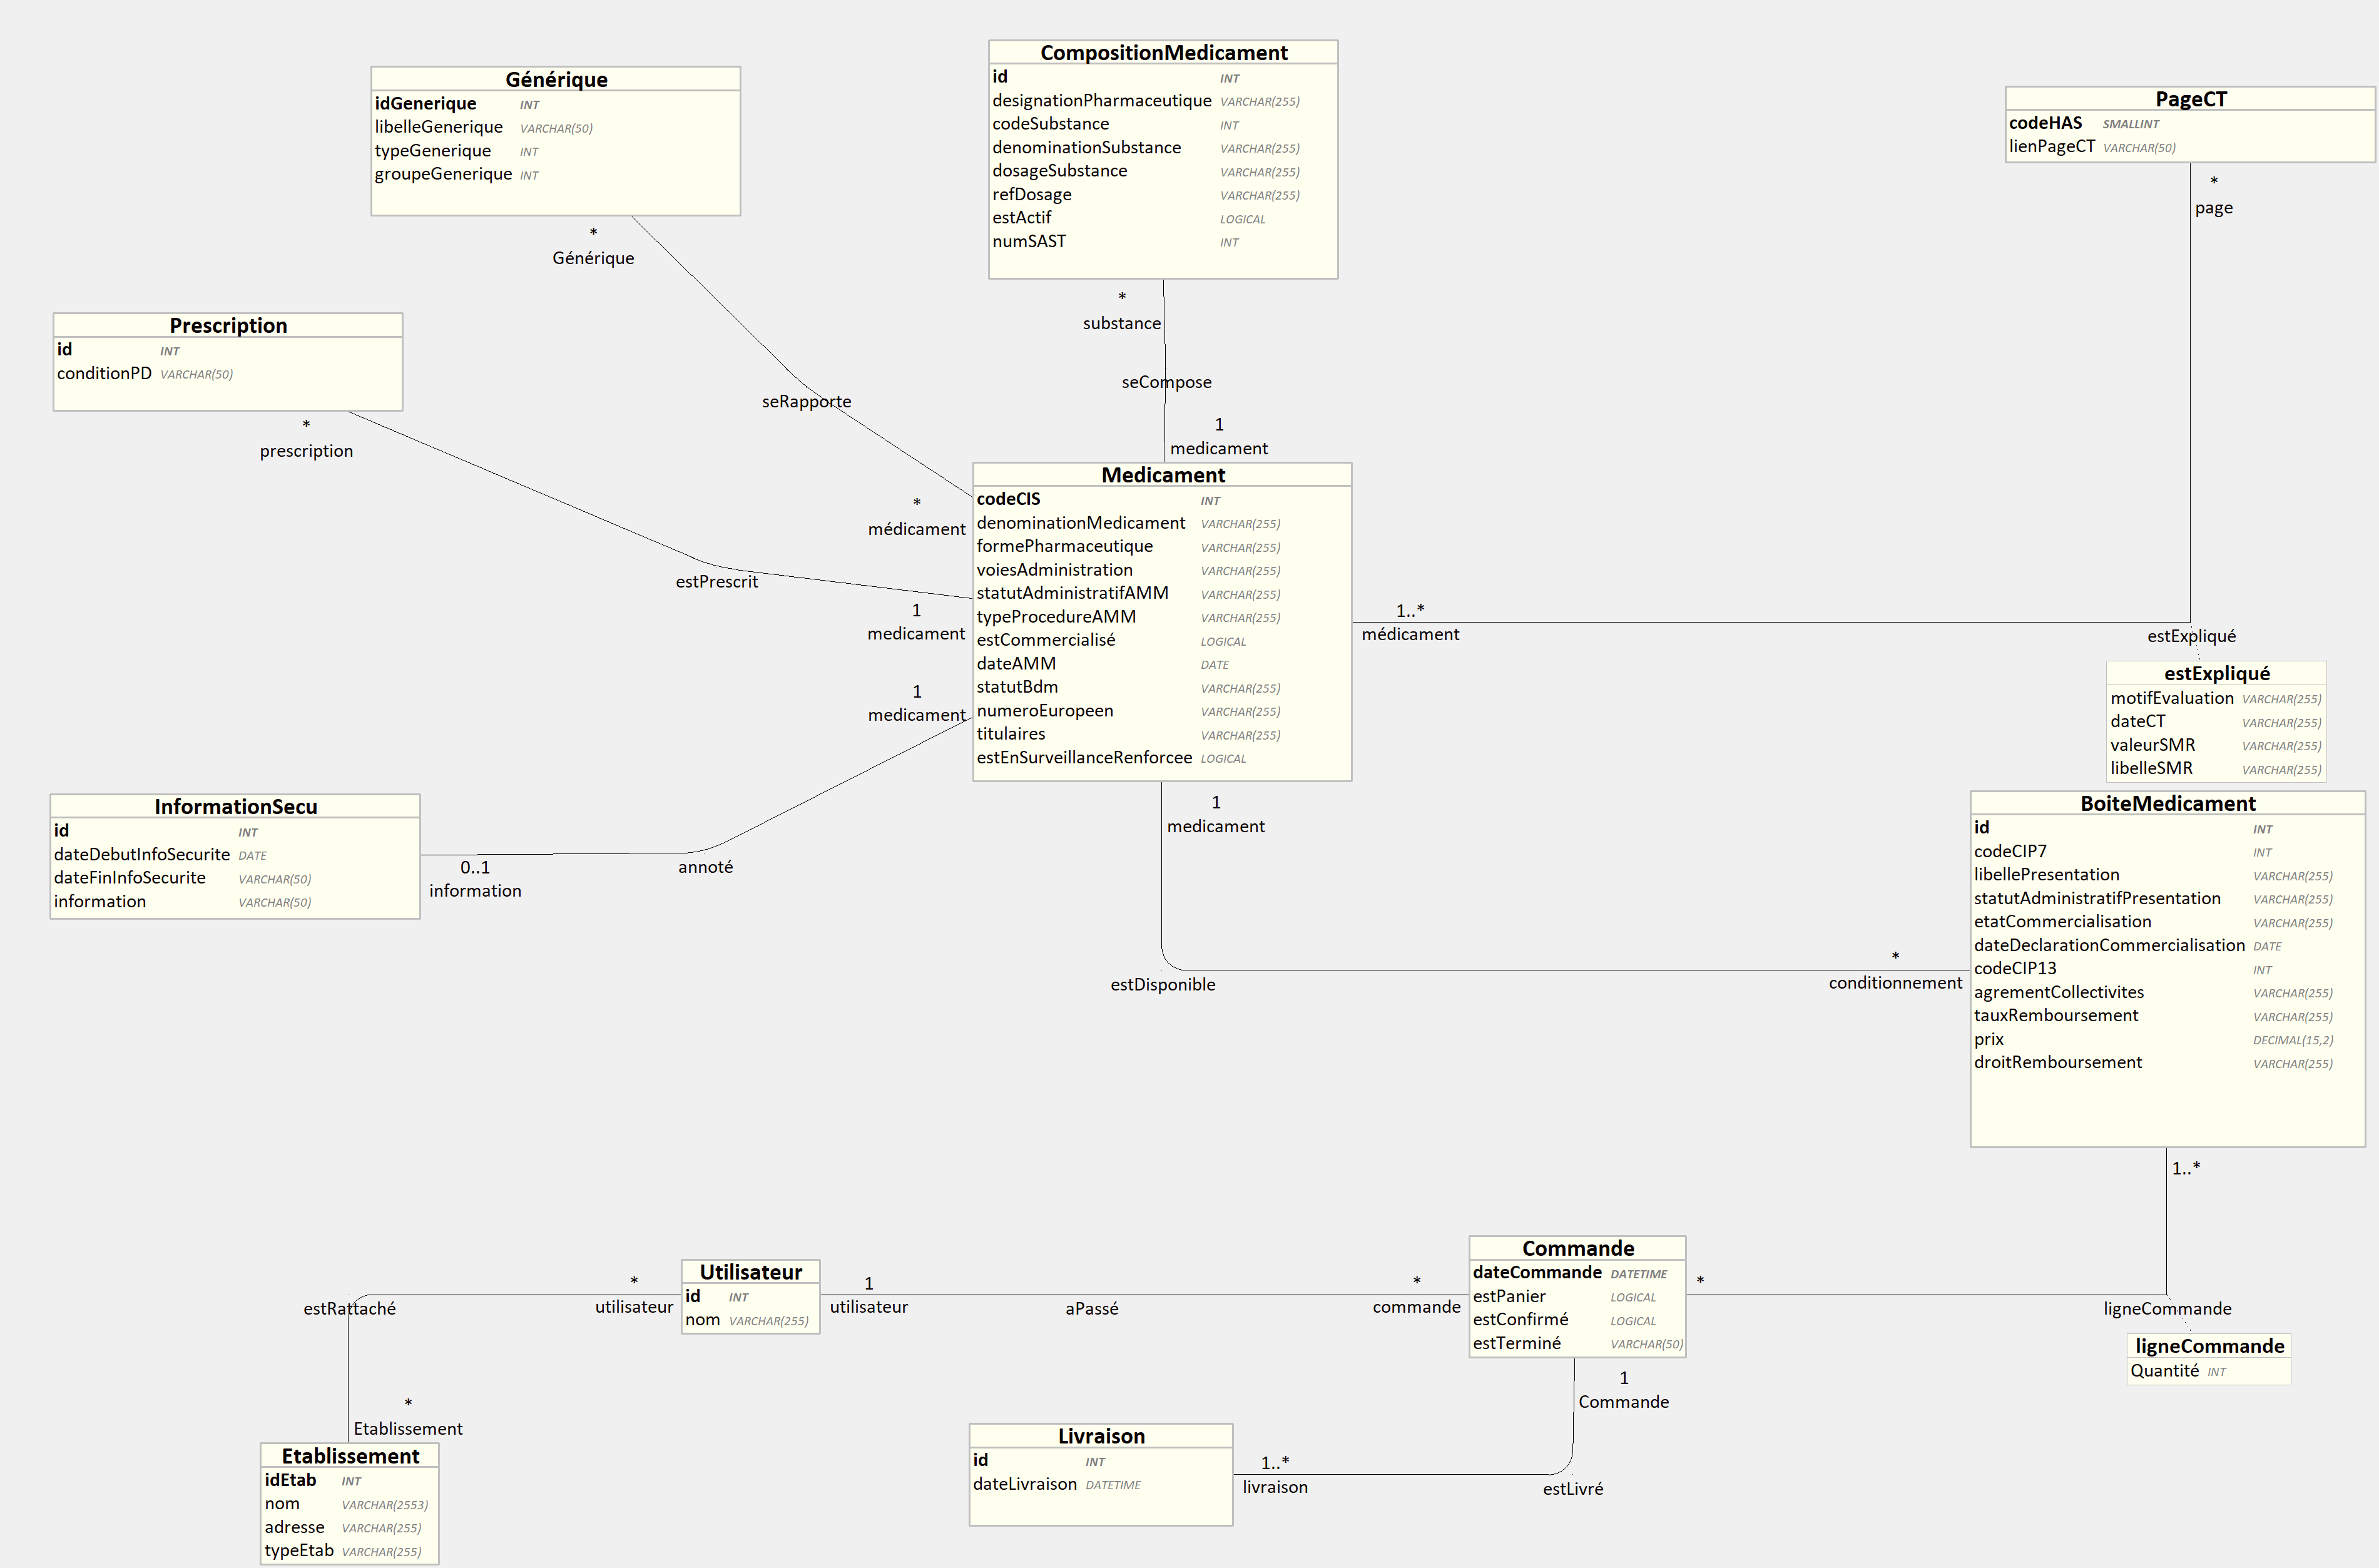 CompositionMedicament
id INT
designationPharmaceutique VARCHAR(255)
codeSubstance INT
denominationSubstance VARCHAR(255)
dosageSubstance VARCHAR(255)
refDosage VARCHAR(255)
estActif LOGICAL
numSAST INT
Générique
idGenerique INT
libelleGenerique VARCHAR(50)
typeGenerique INT
groupeGenerique INT
PageCT
codeHAS SMALLINT
lienPageCT VARCHAR(50)
*
page
*
Générique
*
substance
Prescription
id INT
conditionPD VARCHAR(50)
seCompose
seRapporte
*
prescription
1
medicament
Medicament
codeCIS INT
denominationMedicament VARCHAR(255)
formePharmaceutique VARCHAR(255)
voiesAdministration VARCHAR(255)
statutAdministratifAMM VARCHAR(255)
typeProcedureAMM VARCHAR(255)
estCommercialisé LOGICAL
dateAMM DATE
statutBdm VARCHAR(255)
numeroEuropeen VARCHAR(255)
titulaires VARCHAR(255)
estEnSurveillanceRenforcee LOGICAL
*
médicament
estPrescrit
1
medicament
1..*
médicament
estExpliqué
estExpliqué
motifEvaluation VARCHAR(255)
dateCT VARCHAR(255)
valeurSMR VARCHAR(255)
libelleSMR VARCHAR(255)
1
medicament
InformationSecu
id INT
dateDebutInfoSecurite DATE
dateFinInfoSecurite VARCHAR(50)
information VARCHAR(50)
0..1
information
annoté
1
medicament
BoiteMedicament
id INT
codeCIP7 INT
libellePresentation VARCHAR(255)
statutAdministratifPresentation VARCHAR(255)
etatCommercialisation VARCHAR(255)
dateDeclarationCommercialisation DATE
codeCIP13 INT
agrementCollectivites VARCHAR(255)
tauxRemboursement VARCHAR(255)
prix DECIMAL(15,2)
droitRemboursement VARCHAR(255)
estDisponible
*
conditionnement
1..*
Utilisateur
id INT
nom VARCHAR(255)
Commande
dateCommande DATETIME
estPanier LOGICAL
estConfirmé LOGICAL
estTerminé VARCHAR(50)
estRattaché
*
utilisateur
1
utilisateur
aPassé
*
commande
*
ligneCommande
ligneCommande
Quantité INT
*
Etablissement
1
Commande
Etablissement
idEtab INT
nom VARCHAR(2553)
adresse VARCHAR(255)
typeEtab VARCHAR(255)
Livraison
id INT
dateLivraison DATETIME
1..*
livraison
estLivré